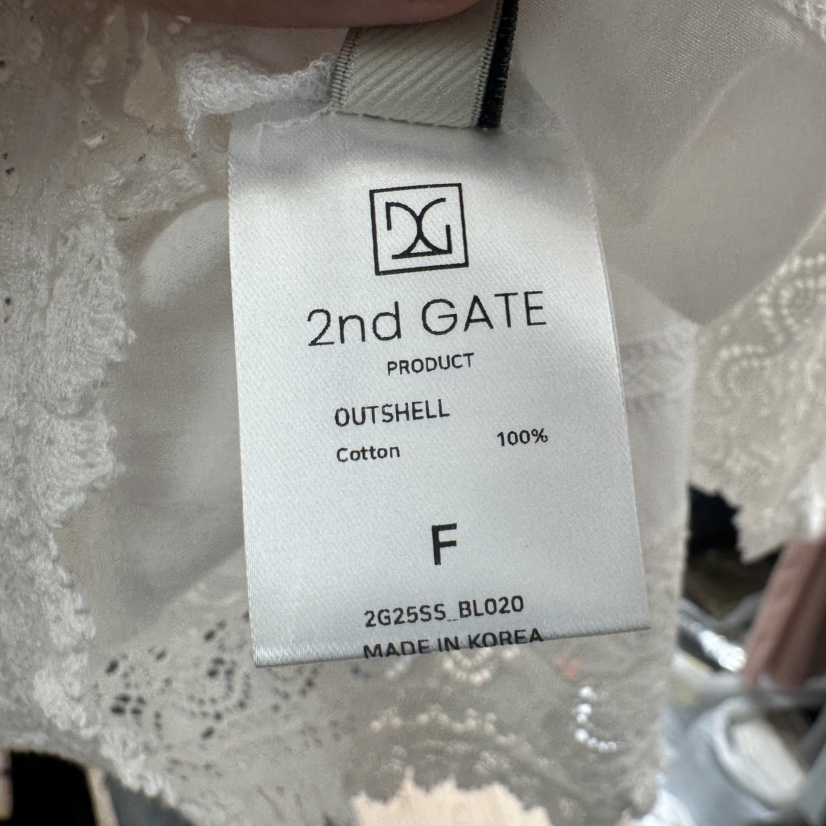 2nd GATE
PRODUCT
OUTSHELL
Cotton 100%
F
2G25SS_BL020
MADE IN KOREA